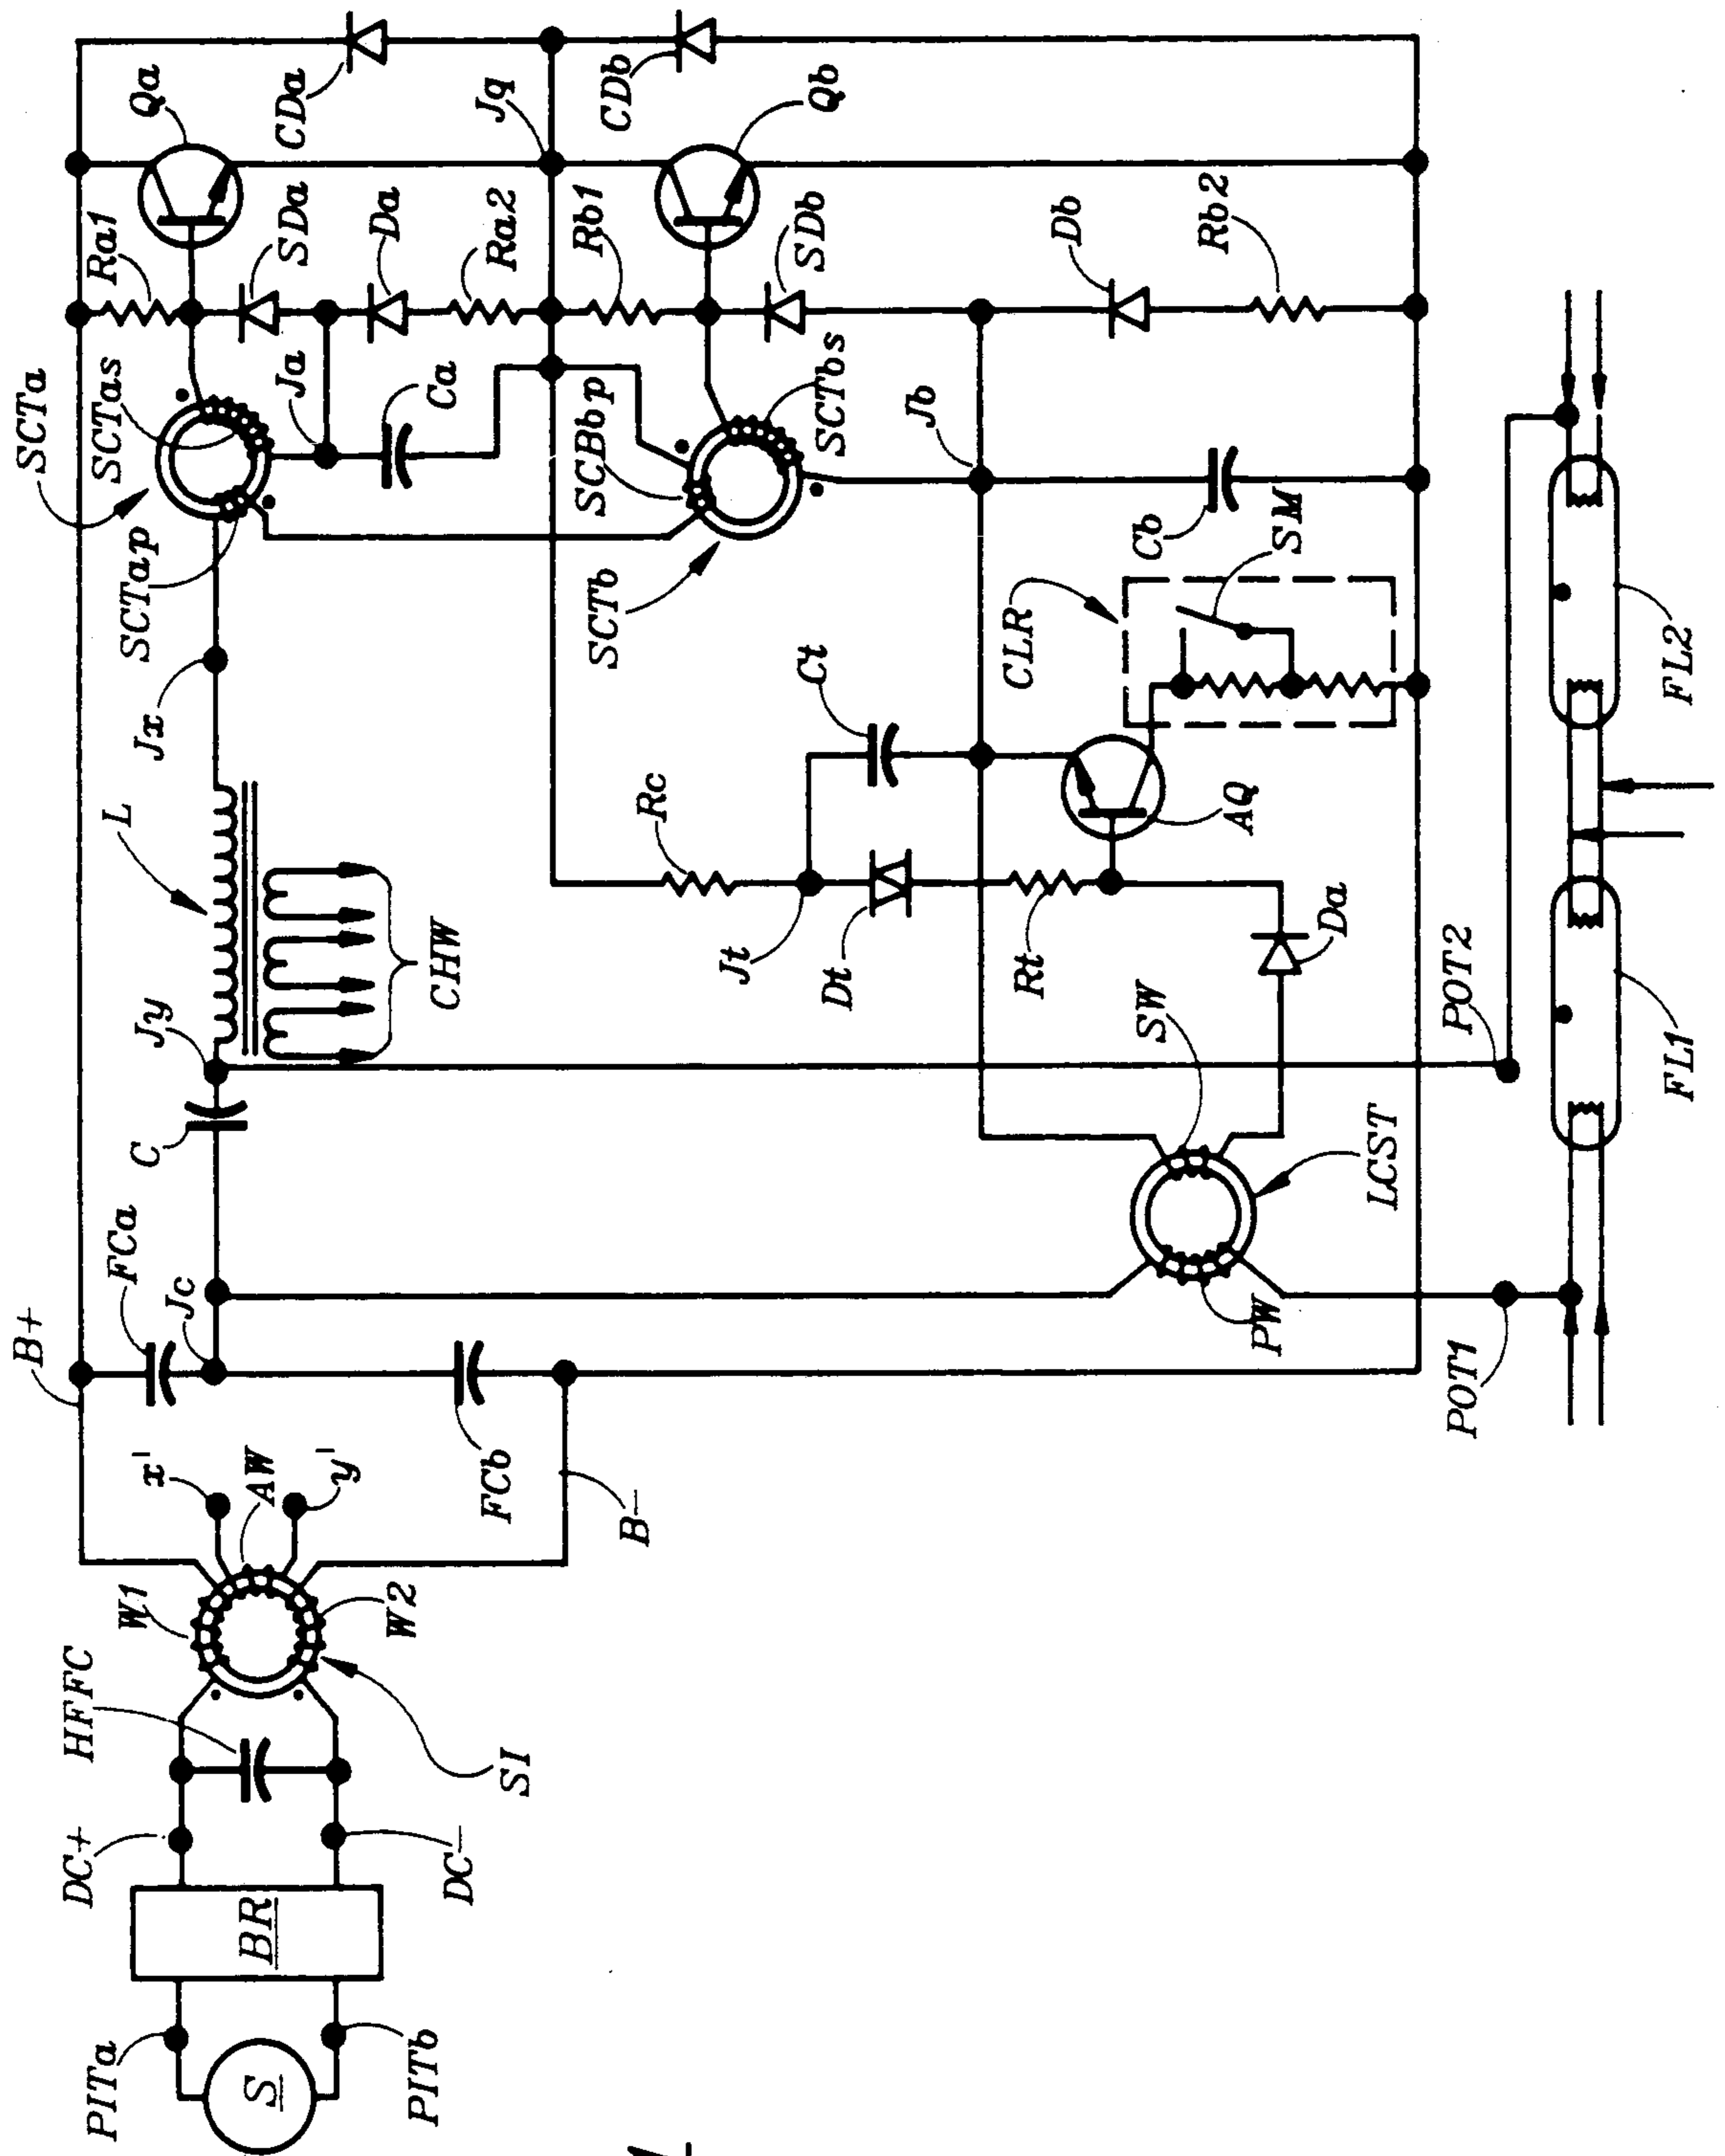 PITa
S
PITb
BR
DC+
DC−
HFFC
SI
W1
W2
x'
AW
y'
B+
B−
FCa
Jc
FCb
C
Jy
L
CHW
Jx
SCTap
SCTas
SCTa
Ja
Ca
Ra1
Qa
SDa
Da
Ra2
CDa
Jq
CDb
Qb
Rb1
SDb
SCBbp
SCTbs
SCTb
Jb
Db
Rb2
Cb
SM
CLR
Ct
Rc
Jt
Dt
Rt
AQ
Da
SW
LCST
PW
POT1
POT2
FL1
FL2